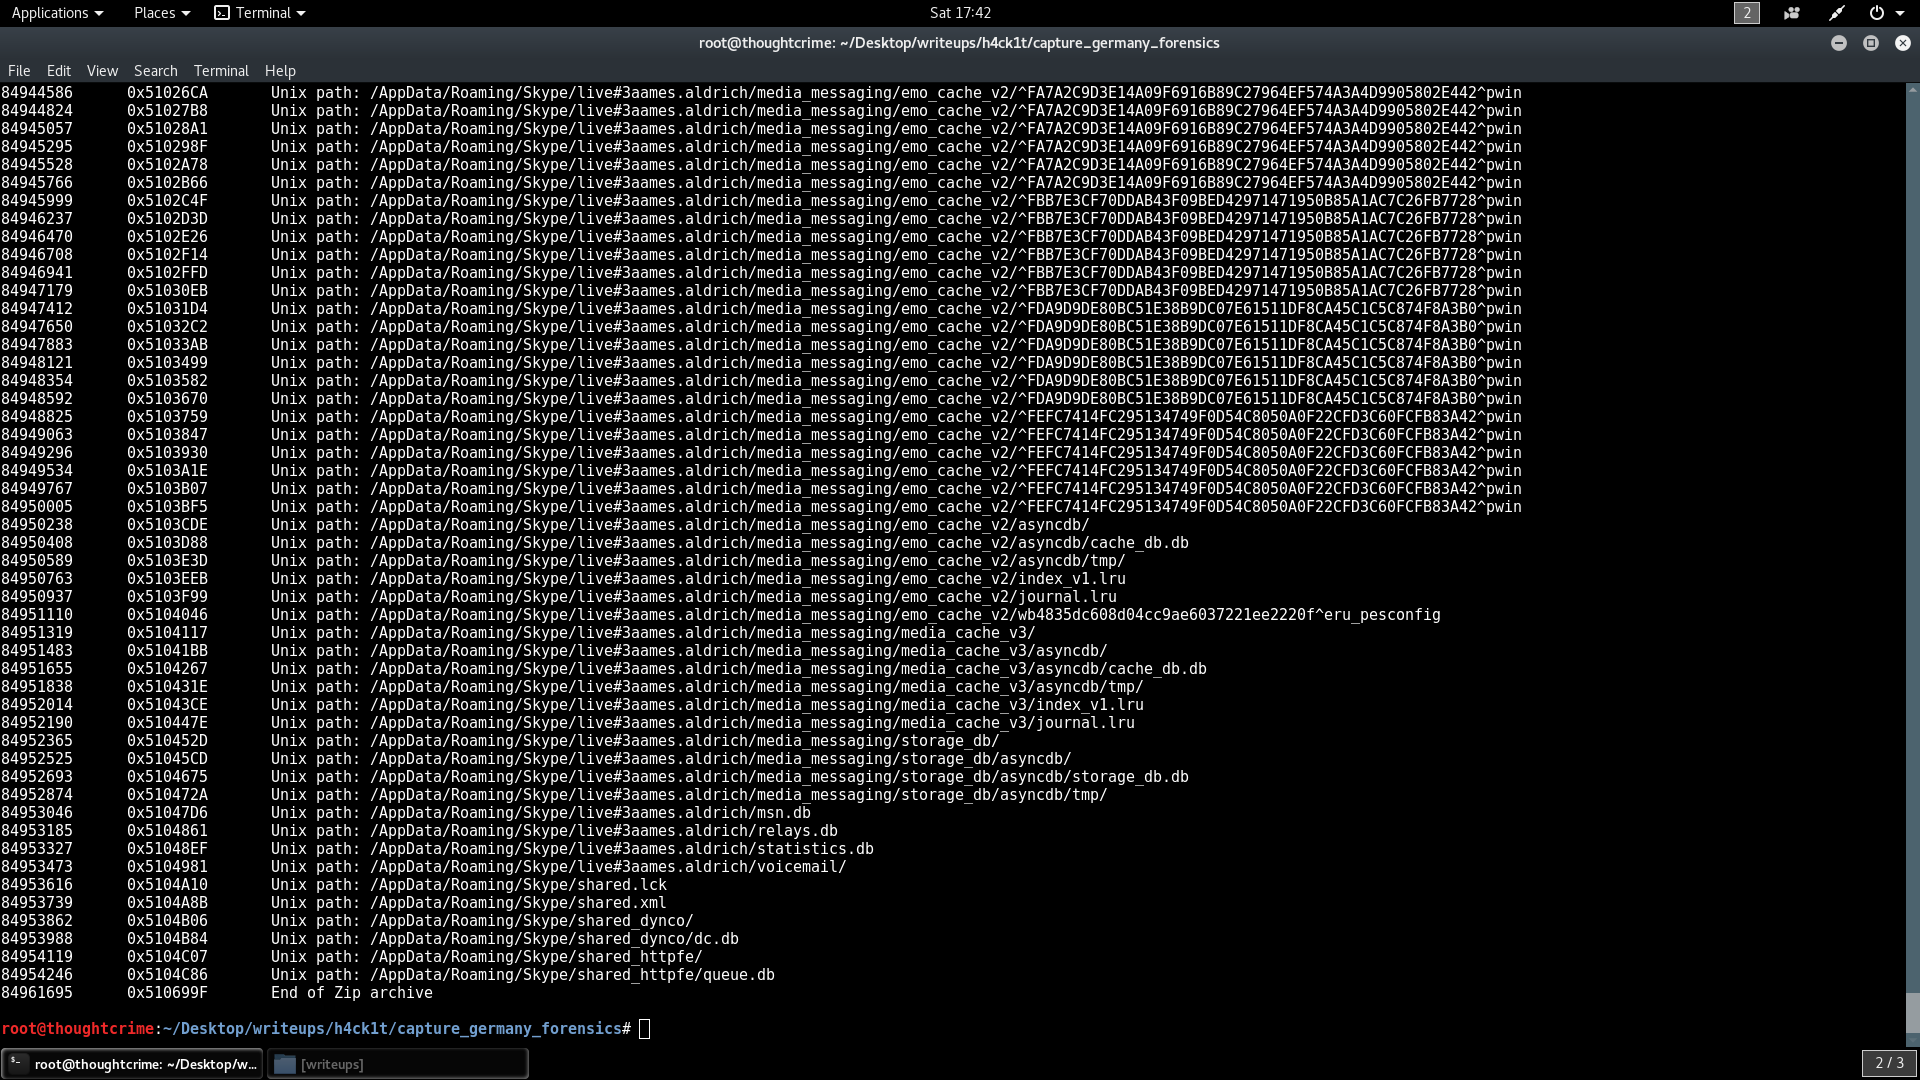 Applications Places Terminal Sat 17:42 2
root@thoughtcrime: ~/Desktop/writeups/h4ck1t/capture_germany_forensics
File Edit View Search Terminal Help
84944586 0x51026CA Unix path: /AppData/Roaming/Skype/live#3aames.aldrich/media_messaging/emo_cache_v2/^FA7A2C9D3E14A09F6916B89C27964EF574A3A4D9905802E442^pwin
84944824 0x51027B8 Unix path: /AppData/Roaming/Skype/live#3aames.aldrich/media_messaging/emo_cache_v2/^FA7A2C9D3E14A09F6916B89C27964EF574A3A4D9905802E442^pwin
84945057 0x51028A1 Unix path: /AppData/Roaming/Skype/live#3aames.aldrich/media_messaging/emo_cache_v2/^FA7A2C9D3E14A09F6916B89C27964EF574A3A4D9905802E442^pwin
84945295 0x510298F Unix path: /AppData/Roaming/Skype/live#3aames.aldrich/media_messaging/emo_cache_v2/^FA7A2C9D3E14A09F6916B89C27964EF574A3A4D9905802E442^pwin
84945528 0x5102A78 Unix path: /AppData/Roaming/Skype/live#3aames.aldrich/media_messaging/emo_cache_v2/^FA7A2C9D3E14A09F6916B89C27964EF574A3A4D9905802E442^pwin
84945766 0x5102B66 Unix path: /AppData/Roaming/Skype/live#3aames.aldrich/media_messaging/emo_cache_v2/^FA7A2C9D3E14A09F6916B89C27964EF574A3A4D9905802E442^pwin
84945999 0x5102C4F Unix path: /AppData/Roaming/Skype/live#3aames.aldrich/media_messaging/emo_cache_v2/^FBB7E3CF70DDAB43F09BED42971471950B85A1AC7C26FB7728^pwin
84946237 0x5102D3D Unix path: /AppData/Roaming/Skype/live#3aames.aldrich/media_messaging/emo_cache_v2/^FBB7E3CF70DDAB43F09BED42971471950B85A1AC7C26FB7728^pwin
84946470 0x5102E26 Unix path: /AppData/Roaming/Skype/live#3aames.aldrich/media_messaging/emo_cache_v2/^FBB7E3CF70DDAB43F09BED42971471950B85A1AC7C26FB7728^pwin
84946708 0x5102F14 Unix path: /AppData/Roaming/Skype/live#3aames.aldrich/media_messaging/emo_cache_v2/^FBB7E3CF70DDAB43F09BED42971471950B85A1AC7C26FB7728^pwin
84946941 0x5102FFD Unix path: /AppData/Roaming/Skype/live#3aames.aldrich/media_messaging/emo_cache_v2/^FBB7E3CF70DDAB43F09BED42971471950B85A1AC7C26FB7728^pwin
84947179 0x51030EB Unix path: /AppData/Roaming/Skype/live#3aames.aldrich/media_messaging/emo_cache_v2/^FBB7E3CF70DDAB43F09BED42971471950B85A1AC7C26FB7728^pwin
84947412 0x51031D4 Unix path: /AppData/Roaming/Skype/live#3aames.aldrich/media_messaging/emo_cache_v2/^FDA9D9DE80BC51E38B9DC07E61511DF8CA45C1C5C874F8A3B0^pwin
84947650 0x51032C2 Unix path: /AppData/Roaming/Skype/live#3aames.aldrich/media_messaging/emo_cache_v2/^FDA9D9DE80BC51E38B9DC07E61511DF8CA45C1C5C874F8A3B0^pwin
84947883 0x51033AB Unix path: /AppData/Roaming/Skype/live#3aames.aldrich/media_messaging/emo_cache_v2/^FDA9D9DE80BC51E38B9DC07E61511DF8CA45C1C5C874F8A3B0^pwin
84948121 0x5103499 Unix path: /AppData/Roaming/Skype/live#3aames.aldrich/media_messaging/emo_cache_v2/^FDA9D9DE80BC51E38B9DC07E61511DF8CA45C1C5C874F8A3B0^pwin
84948354 0x5103582 Unix path: /AppData/Roaming/Skype/live#3aames.aldrich/media_messaging/emo_cache_v2/^FDA9D9DE80BC51E38B9DC07E61511DF8CA45C1C5C874F8A3B0^pwin
84948592 0x5103670 Unix path: /AppData/Roaming/Skype/live#3aames.aldrich/media_messaging/emo_cache_v2/^FDA9D9DE80BC51E38B9DC07E61511DF8CA45C1C5C874F8A3B0^pwin
84948825 0x5103759 Unix path: /AppData/Roaming/Skype/live#3aames.aldrich/media_messaging/emo_cache_v2/^FEFC7414FC295134749F0D54C8050A0F22CFD3C60FCFB83A42^pwin
84949063 0x5103847 Unix path: /AppData/Roaming/Skype/live#3aames.aldrich/media_messaging/emo_cache_v2/^FEFC7414FC295134749F0D54C8050A0F22CFD3C60FCFB83A42^pwin
84949296 0x5103930 Unix path: /AppData/Roaming/Skype/live#3aames.aldrich/media_messaging/emo_cache_v2/^FEFC7414FC295134749F0D54C8050A0F22CFD3C60FCFB83A42^pwin
84949534 0x5103A1E Unix path: /AppData/Roaming/Skype/live#3aames.aldrich/media_messaging/emo_cache_v2/^FEFC7414FC295134749F0D54C8050A0F22CFD3C60FCFB83A42^pwin
84949767 0x5103B07 Unix path: /AppData/Roaming/Skype/live#3aames.aldrich/media_messaging/emo_cache_v2/^FEFC7414FC295134749F0D54C8050A0F22CFD3C60FCFB83A42^pwin
84950005 0x5103BF5 Unix path: /AppData/Roaming/Skype/live#3aames.aldrich/media_messaging/emo_cache_v2/^FEFC7414FC295134749F0D54C8050A0F22CFD3C60FCFB83A42^pwin
84950238 0x5103CDE Unix path: /AppData/Roaming/Skype/live#3aames.aldrich/media_messaging/emo_cache_v2/asyncdb/
84950408 0x5103D88 Unix path: /AppData/Roaming/Skype/live#3aames.aldrich/media_messaging/emo_cache_v2/asyncdb/cache_db.db
84950589 0x5103E3D Unix path: /AppData/Roaming/Skype/live#3aames.aldrich/media_messaging/emo_cache_v2/asyncdb/tmp/
84950763 0x5103EEB Unix path: /AppData/Roaming/Skype/live#3aames.aldrich/media_messaging/emo_cache_v2/index_v1.lru
84950937 0x5103F99 Unix path: /AppData/Roaming/Skype/live#3aames.aldrich/media_messaging/emo_cache_v2/journal.lru
84951110 0x5104046 Unix path: /AppData/Roaming/Skype/live#3aames.aldrich/media_messaging/emo_cache_v2/wb4835dc608d04cc9ae6037221ee2220f^eru_pesconfig
84951319 0x5104117 Unix path: /AppData/Roaming/Skype/live#3aames.aldrich/media_messaging/media_cache_v3/
84951483 0x51041BB Unix path: /AppData/Roaming/Skype/live#3aames.aldrich/media_messaging/media_cache_v3/asyncdb/
84951655 0x5104267 Unix path: /AppData/Roaming/Skype/live#3aames.aldrich/media_messaging/media_cache_v3/asyncdb/cache_db.db
84951838 0x510431E Unix path: /AppData/Roaming/Skype/live#3aames.aldrich/media_messaging/media_cache_v3/asyncdb/tmp/
84952014 0x51043CE Unix path: /AppData/Roaming/Skype/live#3aames.aldrich/media_messaging/media_cache_v3/index_v1.lru
84952190 0x510447E Unix path: /AppData/Roaming/Skype/live#3aames.aldrich/media_messaging/media_cache_v3/journal.lru
84952365 0x510452D Unix path: /AppData/Roaming/Skype/live#3aames.aldrich/media_messaging/storage_db/
84952525 0x51045CD Unix path: /AppData/Roaming/Skype/live#3aames.aldrich/media_messaging/storage_db/asyncdb/
84952693 0x5104675 Unix path: /AppData/Roaming/Skype/live#3aames.aldrich/media_messaging/storage_db/asyncdb/storage_db.db
84952874 0x510472A Unix path: /AppData/Roaming/Skype/live#3aames.aldrich/media_messaging/storage_db/asyncdb/tmp/
84953046 0x51047D6 Unix path: /AppData/Roaming/Skype/live#3aames.aldrich/msn.db
84953185 0x5104861 Unix path: /AppData/Roaming/Skype/live#3aames.aldrich/relays.db
84953327 0x51048EF Unix path: /AppData/Roaming/Skype/live#3aames.aldrich/statistics.db
84953473 0x5104981 Unix path: /AppData/Roaming/Skype/live#3aames.aldrich/voicemail/
84953616 0x5104A10 Unix path: /AppData/Roaming/Skype/shared.lck
84953739 0x5104A8B Unix path: /AppData/Roaming/Skype/shared.xml
84953862 0x5104B06 Unix path: /AppData/Roaming/Skype/shared_dynco/
84953988 0x5104B84 Unix path: /AppData/Roaming/Skype/shared_dynco/dc.db
84954119 0x5104C07 Unix path: /AppData/Roaming/Skype/shared_httpfe/
84954246 0x5104C86 Unix path: /AppData/Roaming/Skype/shared_httpfe/queue.db
84961695 0x510699F End of Zip archive
root@thoughtcrime:~/Desktop/writeups/h4ck1t/capture_germany_forensics#
root@thoughtcrime: ~/Desktop/w... [writeups] 2 / 3